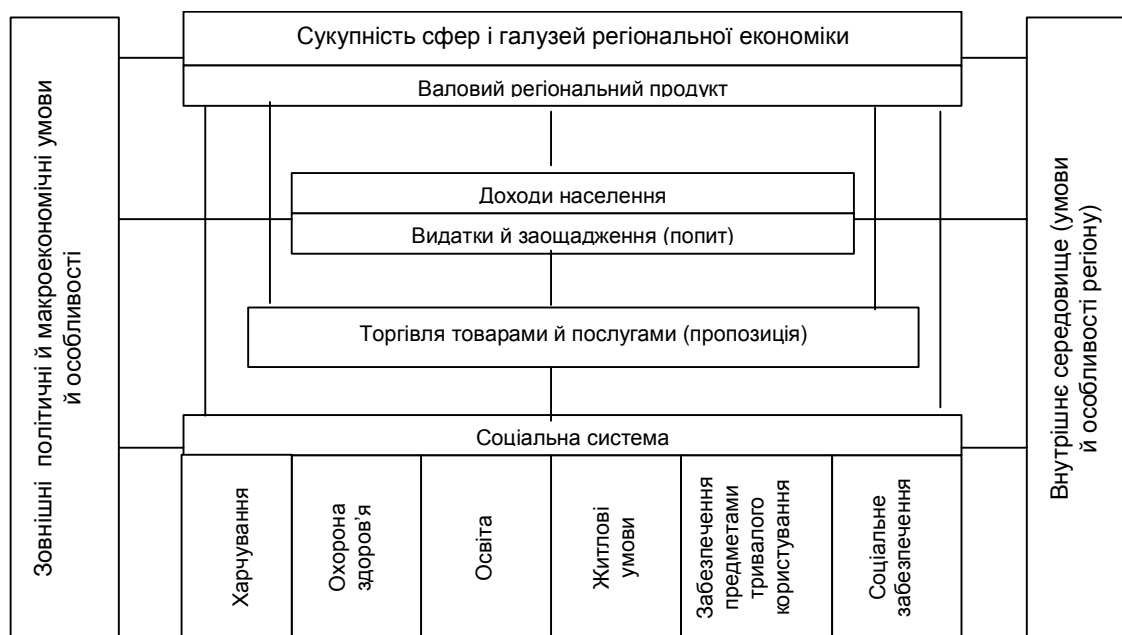 Зовнішні політичні й макроекономічні умови
й особливості
Сукупність сфер і галузей регіональної економіки
Валовий регіональний продукт
Доходи населення
Видатки й заощадження (попит)
Торгівля товарами й послугами (пропозиція)
Соціальна система
Харчування
Охорона
здоров’я
Освіта
Житлові
умови
Забезпечення
предметами
тривалого
користування
Соціальне
забезпечення
Внутрішнє середовище (умови
й особливості регіону)